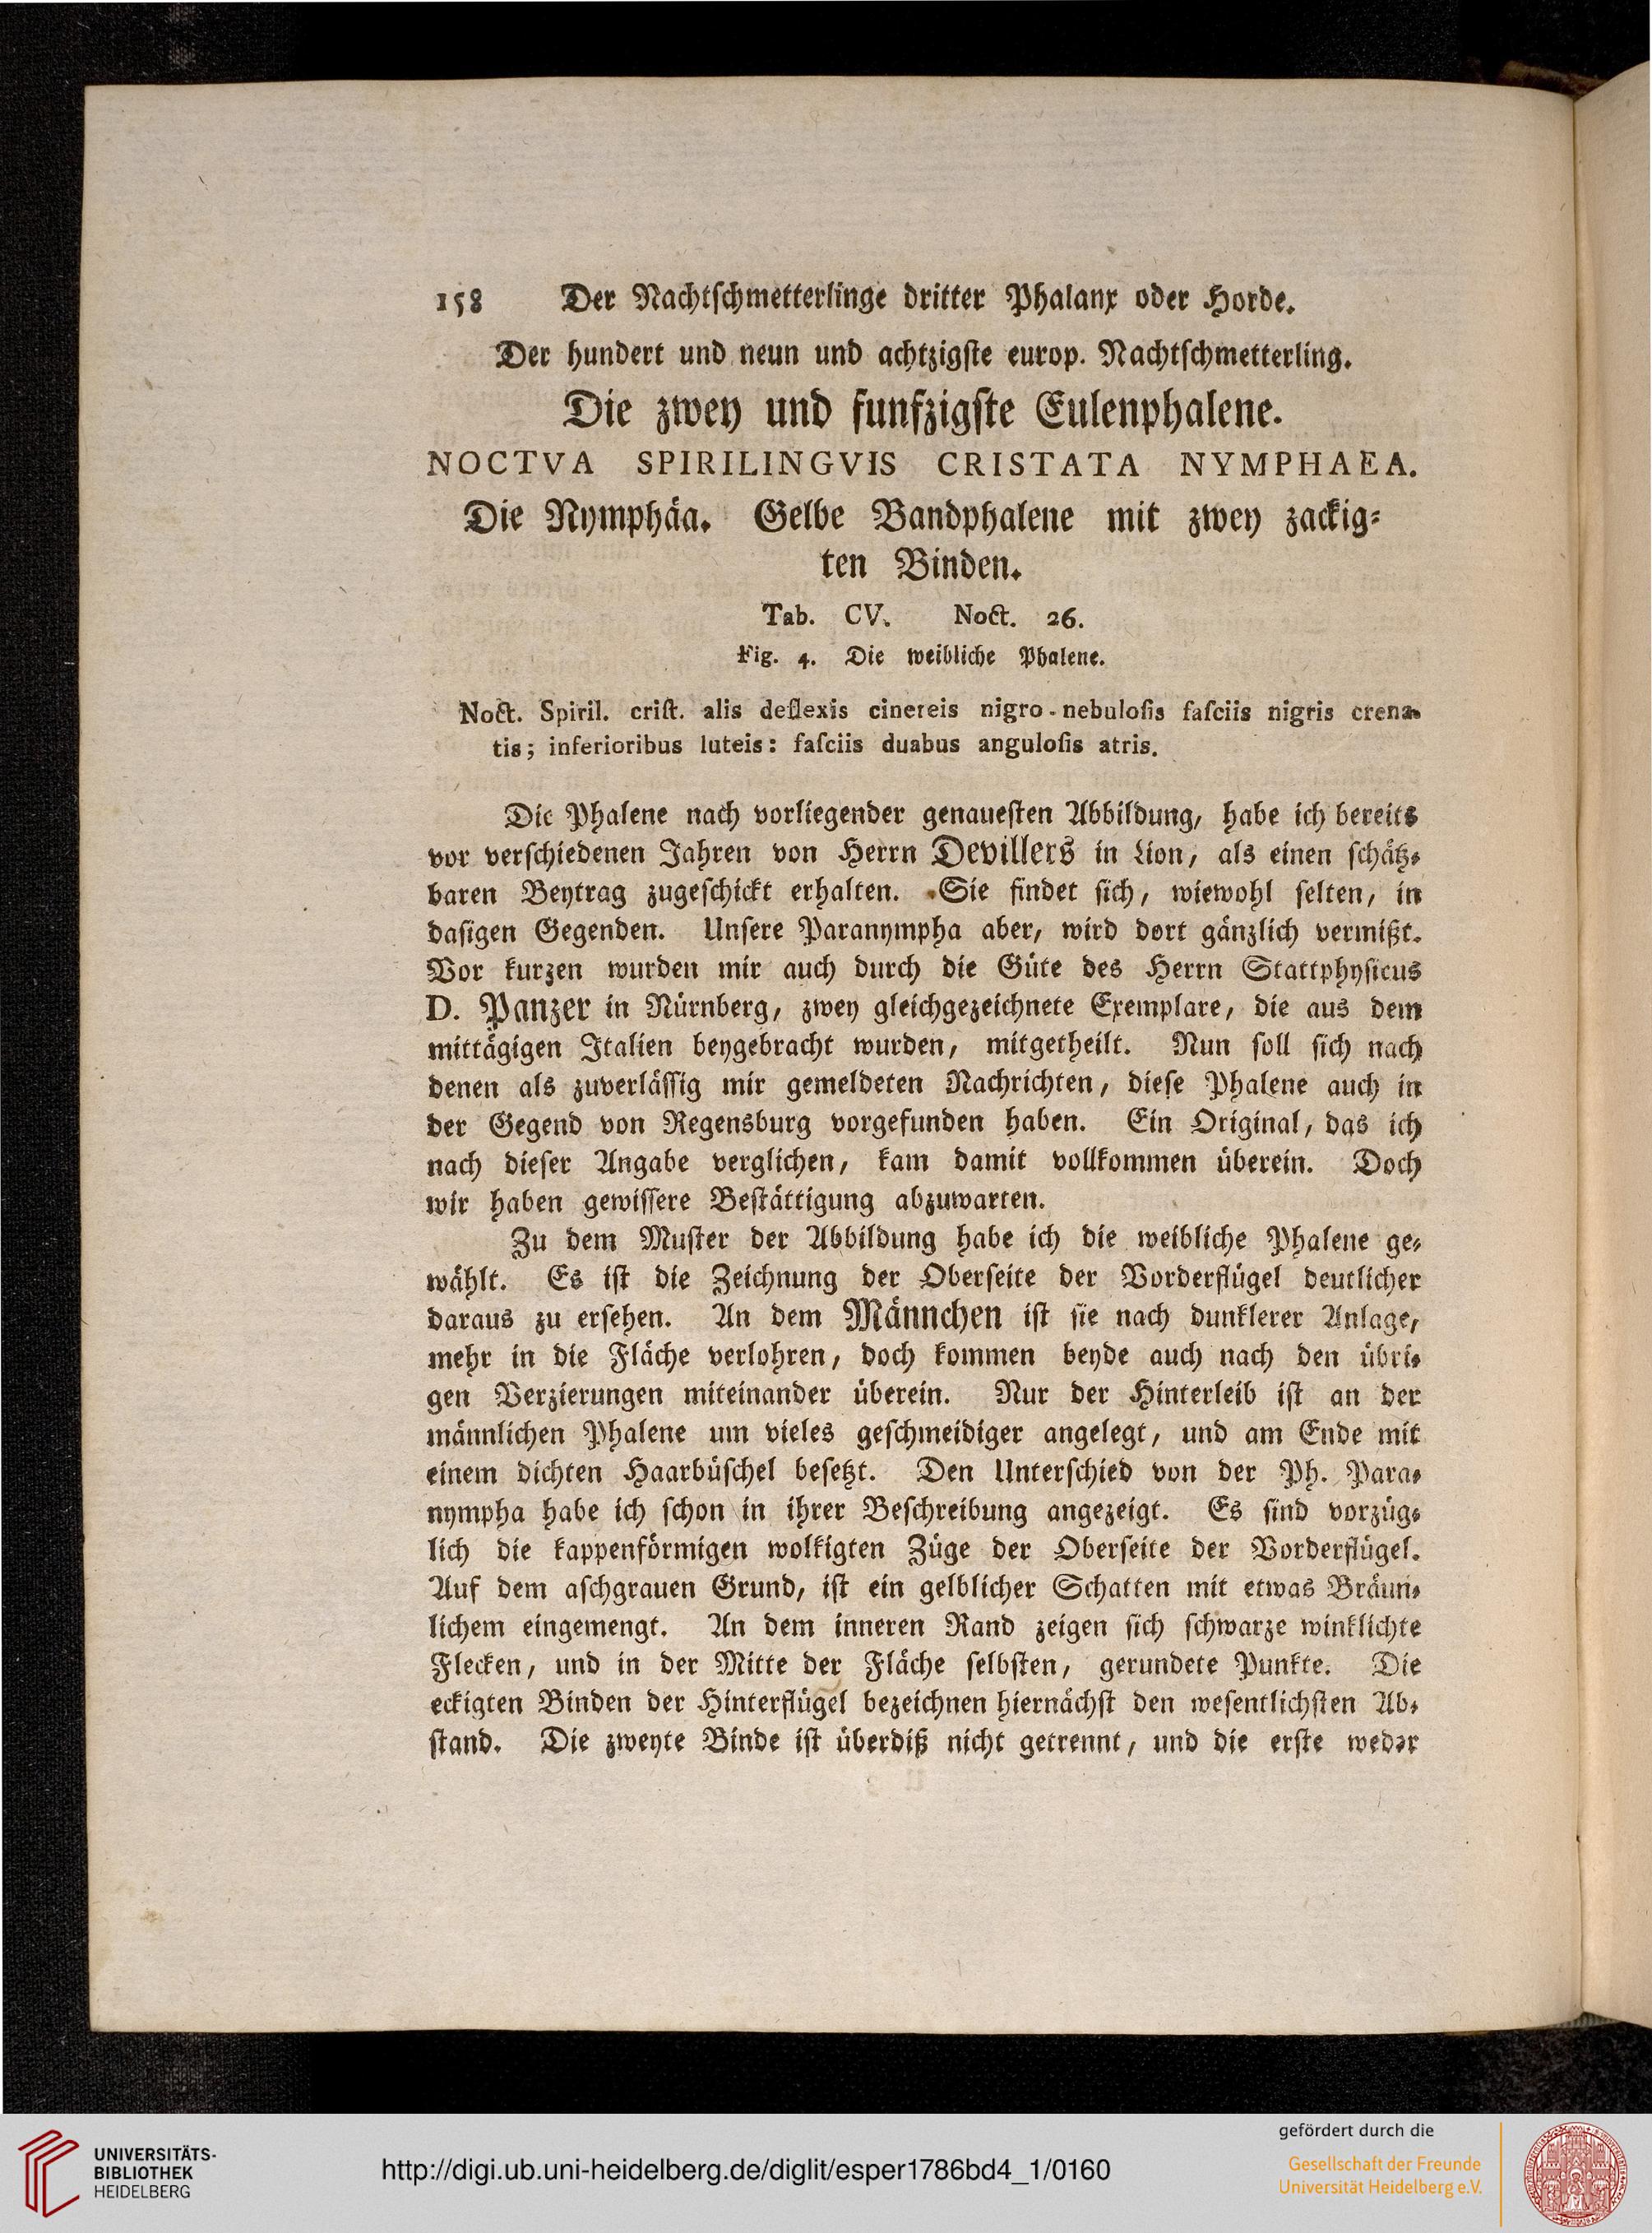 158 Der Nachtschmetterlinge dritter Phalanx oder Horde.
Der hundert und neun und achtzigste europ. Nachtschmetterling.
Die zwey und funfzigste Eulenphalene.
NOCTVA SPIRILINGVIS CRISTATA NYMPHAEA.
Die Nymphäa. Gelbe Bandphalene mit zwey zackig-
ten Binden.
Tab. CV. Noct. 26.
Fig. 4. Die weibliche Phalene.
Noct. Spiril. crist. alis deflexis cinereis nigro-nebulosis fasciis nigris crena-
tis; inferioribus luteis: fasciis duabus angulosis atris.
Die Phalene nach vorliegender genauesten Abbildung, habe ich bereits
vor verschiedenen Jahren von Herrn Devillers in Lion, als einen schätz-
baren Beytrag zugeschickt erhalten. Sie findet sich, wiewohl selten, in
dasigen Gegenden. Unsere Paranympha aber, wird dort gänzlich vermißt.
Vor kurzen wurden mir auch durch die Güte des Herrn Stattphysicus
D. Panzer in Nürnberg, zwey gleichgezeichnete Exemplare, die aus dem
mittägigen Italien beygebracht wurden, mitgetheilt. Nun soll sich nach
denen als zuverlässig mir gemeldeten Nachrichten, diese Phalene auch in
der Gegend von Regensburg vorgefunden haben. Ein Original, das ich
nach dieser Angabe verglichen, kam damit vollkommen überein. Doch
wir haben gewissere Bestättigung abzuwarten.
Zu dem Muster der Abbildung habe ich die weibliche Phalene ge-
wählt. Es ist die Zeichnung der Oberseite der Vorderflügel deutlicher
daraus zu ersehen. An dem Männchen ist sie nach dunklerer Anlage,
mehr in die Fläche verlohren, doch kommen beyde auch nach den übri-
gen Verzierungen miteinander überein. Nur der Hinterleib ist an der
männlichen Phalene um vieles geschmeidiger angelegt, und am Ende mit
einem dichten Haarbüschel besetzt. Den Unterschied von der Ph. Para-
nympha habe ich schon in ihrer Beschreibung angezeigt. Es sind vorzüg-
lich die kappenförmigen wolkigten Züge der Oberseite der Vorderflügel.
Auf dem aschgrauen Grund, ist ein gelblicher Schatten mit etwas Bräun-
lichem eingemengt. An dem inneren Rand zeigen sich schwarze winklichte
Flecken, und in der Mitte der Fläche selbsten, gerundete Punkte. Die
eckigten Binden der Hinterflügel bezeichnen hiernächst den wesentlichsten Ab-
stand. Die zweyte Binde ist überdiß nicht getrennt, und die erste weder
UNIVERSITÄTS-
BIBLIOTHEK
HEIDELBERG
http://digi.ub.uni-heidelberg.de/diglit/esper1786bd4_1/0160
gefördert durch die
Gesellschaft der Freunde
Universität Heidelberg e.V.